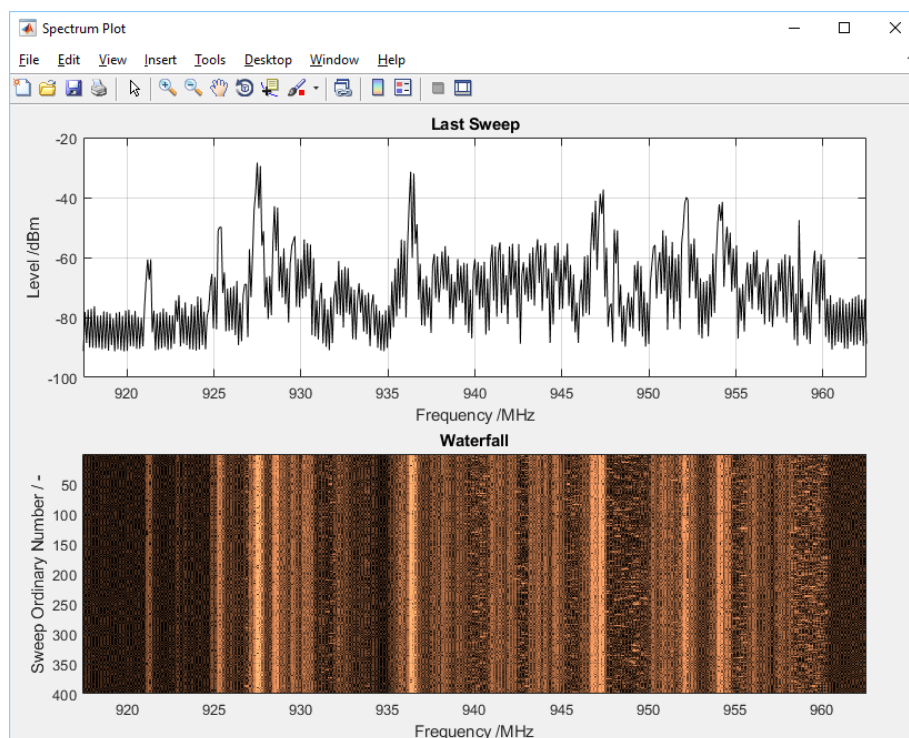 Spectrum Plot
File Edit View Insert Tools Desktop Window Help
Last Sweep
Level /dBm
-20
-40
-60
-80
-100
920 925 930 935 940 945 950 955 960
Frequency /MHz
Waterfall
Sweep Ordinary Number / -
50
100
150
200
250
300
350
400
920 925 930 935 940 945 950 955 960
Frequency /MHz